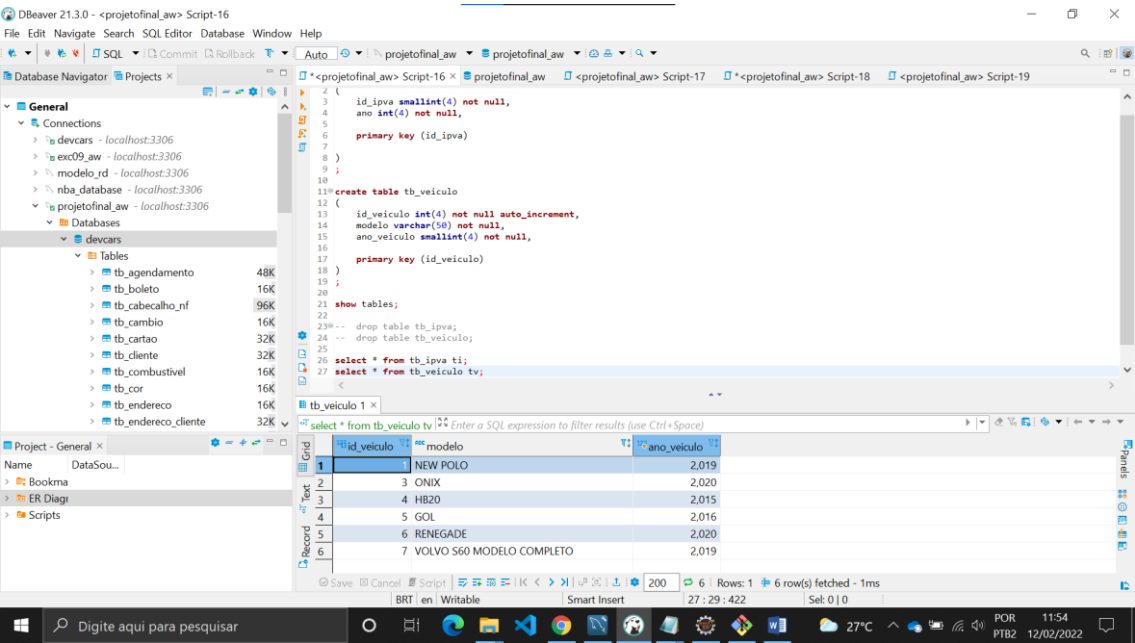 DBeaver 21.3.0 - <projetofinal_aw> Script-16
File Edit Navigate Search SQL Editor Database Window Help
SQL Commit Rollback T Auto projetofinal_aw projetofinal_aw
Database Navigator Projects
*<projetofinal_aw> Script-16 projetofinal_aw <projetofinal_aw> Script-17 *<projetofinal_aw> Script-18 <projetofinal_aw> Script-19
General
Connections
devcars - localhost:3306
exc09_aw - localhost:3306
modelo_rd - localhost:3306
nba_database - localhost:3306
projetofinal_aw - localhost:3306
Databases
devcars
Tables
tb_agendamento 48K
tb_boleto 16K
tb_cabecalho_nf 96K
tb_cambio 16K
tb_cartao 32K
tb_cliente 32K
tb_combustivel 16K
tb_cor 16K
tb_endereco 16K
tb_endereco_cliente 32K
2 (
3 id_ipva smallint(4) not null,
4 ano int(4) not null,
5
6 primary key (id_ipva)
7
8 )
9 ;
10
11 create table tb_veiculo
12 (
13 id_veiculo int(4) not null auto_increment,
14 modelo varchar(50) not null,
15 ano_veiculo smallint(4) not null,
16
17 primary key (id_veiculo)
18 )
19 ;
20
21 show tables;
22
23 -- drop table tb_ipva;
24 -- drop table tb_veiculo;
25
26 select * from tb_ipva ti;
27 select * from tb_veiculo tv;
Project - General
Name DataSou...
Bookma
ER Diagr
Scripts
tb_veiculo 1
select * from tb_veiculo tv Enter a SQL expression to filter results (use Ctrl+Space)
Grid
Text
Record
Panels
id_veiculo modelo ano_veiculo
1 1 NEW POLO 2,019
2 3 ONIX 2,020
3 4 HB20 2,015
4 5 GOL 2,016
5 6 RENEGADE 2,020
6 7 VOLVO S60 MODELO COMPLETO 2,019
Save Cancel Script 200 6 Rows: 1 6 row(s) fetched - 1ms
BRT en Writable Smart Insert 27 : 29 : 422 Sel: 0 | 0
Digite aqui para pesquisar
27°C
POR
PTB2
11:54
12/02/2022